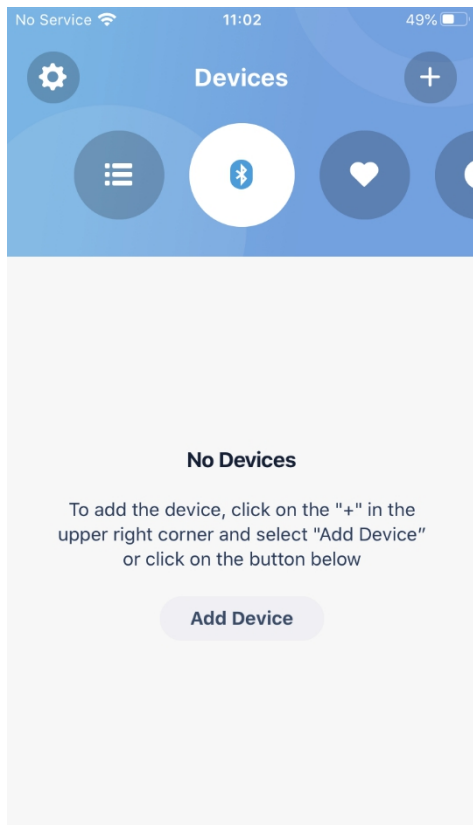 No Service 11:02 49%
Devices
No Devices
To add the device, click on the "+" in the
upper right corner and select "Add Device”
or click on the button below
Add Device